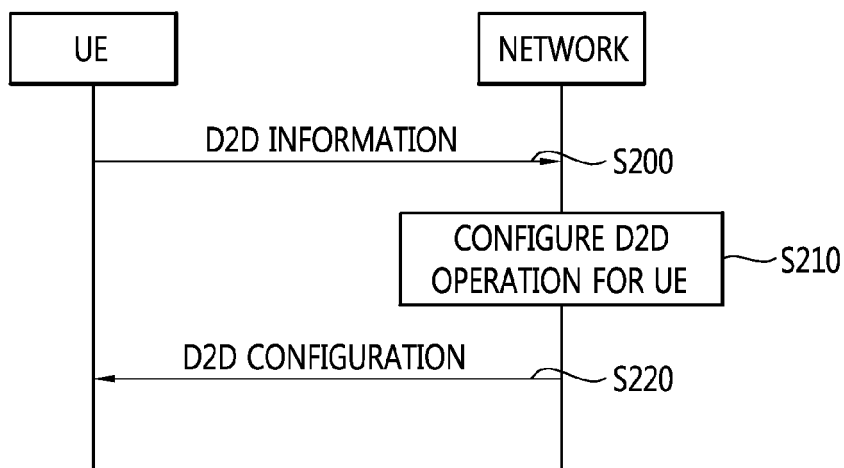 UE
NETWORK
D2D INFORMATION
S200
CONFIGURE D2D
OPERATION FOR UE
S210
D2D CONFIGURATION
S220